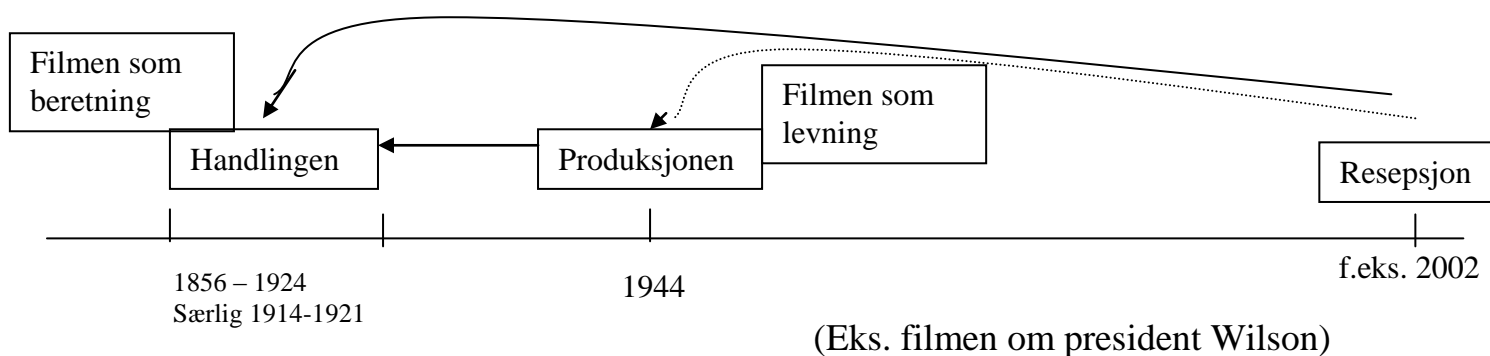 Filmen som
beretning
Filmen som
levning
Handlingen
Produksjonen
Resepsjon
1856 – 1924
Særlig 1914-1921
1944
f.eks. 2002
(Eks. filmen om president Wilson)